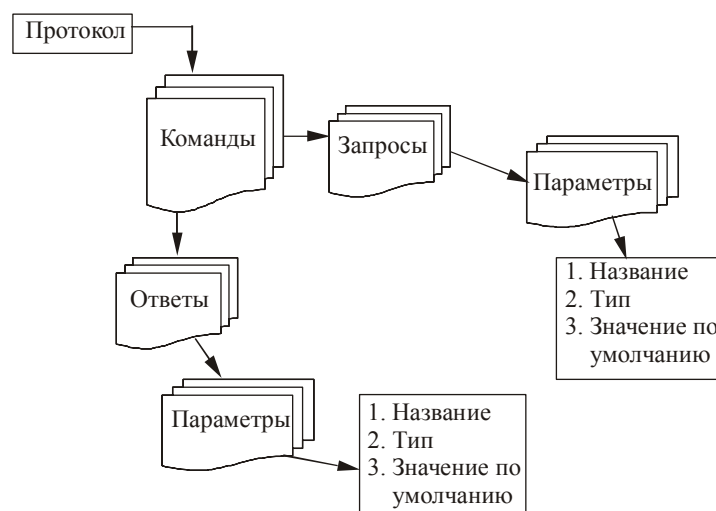 Протокол
Команды
Запросы
Параметры
1. Название
2. Тип
3. Значение по
умолчанию
Ответы
Параметры
1. Название
2. Тип
3. Значение по
умолчанию